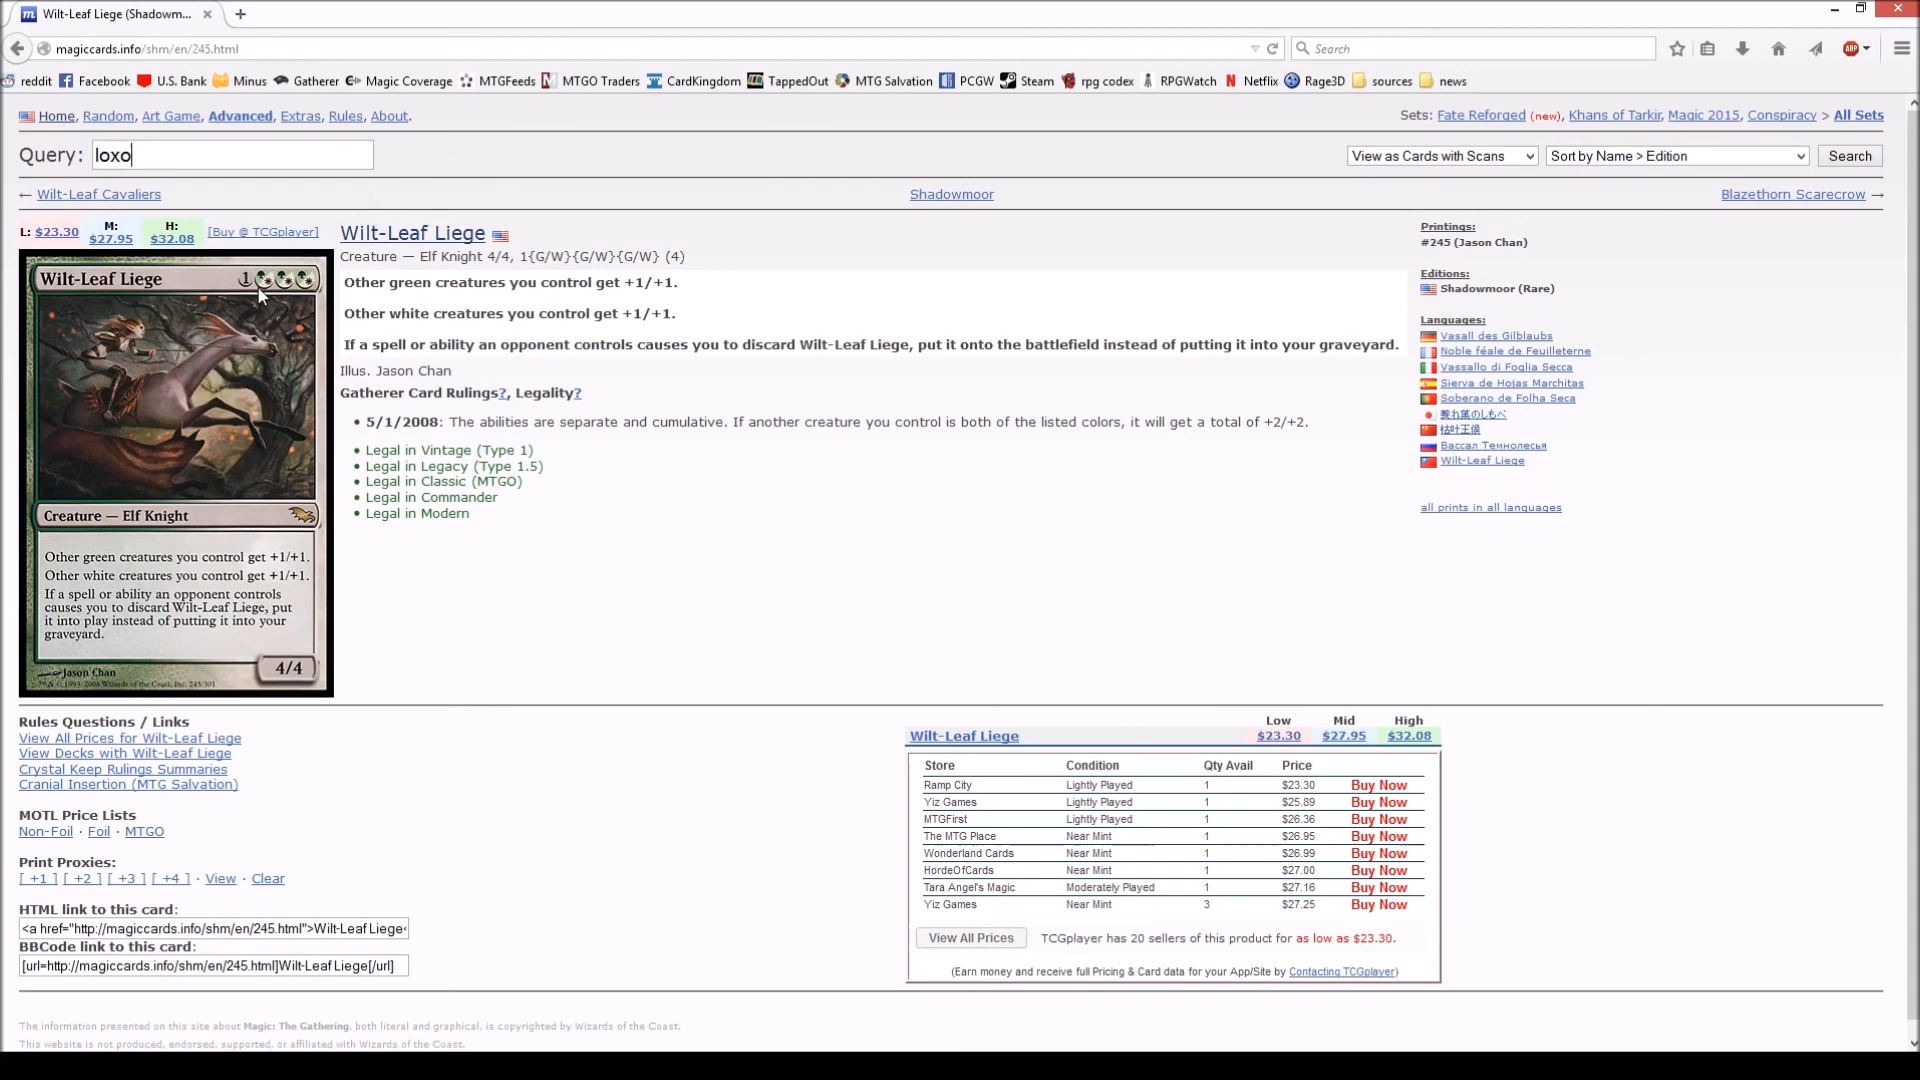 Wilt-Leaf Liege (Shadowm...
magiccards.info/shm/en/245.html
Search
reddit Facebook U.S. Bank Minus Gatherer Magic Coverage MTGFeeds MTGO Traders CardKingdom TappedOut MTG Salvation PCGW Steam rpg codex RPGWatch Netflix Rage3D sources news
Home, Random, Art Game, Advanced, Extras, Rules, About.
Sets: Fate Reforged (new), Khans of Tarkir, Magic 2015, Conspiracy > All Sets
Query: loxo
View as Cards with Scans Sort by Name > Edition Search
← Wilt-Leaf Cavaliers Shadowmoor Blazethorn Scarecrow →
L: $23.30 M: $27.95 H: $32.08 [Buy @ TCGplayer]
Wilt-Leaf Liege 1
Creature — Elf Knight
Other green creatures you control get +1/+1.
Other white creatures you control get +1/+1.
If a spell or ability an opponent controls
causes you to discard Wilt-Leaf Liege, put
it into play instead of putting it into your
graveyard.
4/4
Jason Chan
Wilt-Leaf Liege
Creature — Elf Knight 4/4, 1{G/W}{G/W}{G/W} (4)
Other green creatures you control get +1/+1.
Other white creatures you control get +1/+1.
If a spell or ability an opponent controls causes you to discard Wilt-Leaf Liege, put it onto the battlefield instead of putting it into your graveyard.
Illus. Jason Chan
Gatherer Card Rulings?, Legality?
• 5/1/2008: The abilities are separate and cumulative. If another creature you control is both of the listed colors, it will get a total of +2/+2.
• Legal in Vintage (Type 1)
• Legal in Legacy (Type 1.5)
• Legal in Classic (MTGO)
• Legal in Commander
• Legal in Modern
Printings:
#245 (Jason Chan)
Editions:
Shadowmoor (Rare)
Languages:
Vasall des Gilblaubs
Noble féale de Feuilleterne
Vassallo di Foglia Secca
Sierva de Hojas Marchitas
Soberano de Folha Seca
Вассал Темнолесья
Wilt-Leaf Liege
all prints in all languages
Rules Questions / Links
View All Prices for Wilt-Leaf Liege
View Decks with Wilt-Leaf Liege
Crystal Keep Rulings Summaries
Cranial Insertion (MTG Salvation)
MOTL Price Lists
Non-Foil · Foil · MTGO
Print Proxies:
[ +1 ] [ +2 ] [ +3 ] [ +4 ] · View · Clear
HTML link to this card:
<a href="http://magiccards.info/shm/en/245.html">Wilt-Leaf Liege
BBCode link to this card:
[url=http://magiccards.info/shm/en/245.html]Wilt-Leaf Liege[/url]
Low Mid High
Wilt-Leaf Liege $23.30 $27.95 $32.08
Store Condition Qty Avail Price
Ramp City Lightly Played 1 $23.30 Buy Now
Yiz Games Lightly Played 1 $25.89 Buy Now
MTGFirst Lightly Played 1 $26.36 Buy Now
The MTG Place Near Mint 1 $26.95 Buy Now
Wonderland Cards Near Mint 1 $26.99 Buy Now
HordeOfCards Near Mint 1 $27.00 Buy Now
Tara Angel's Magic Moderately Played 1 $27.16 Buy Now
Yiz Games Near Mint 3 $27.25 Buy Now
View All Prices TCGplayer has 20 sellers of this product for as low as $23.30.
(Earn money and receive full Pricing & Card data for your App/Site by Contacting TCGplayer)
The information presented on this site about Magic: The Gathering, both literal and graphical, is copyrighted by Wizards of the Coast.
This website is not produced, endorsed, supported, or affiliated with Wizards of the Coast.